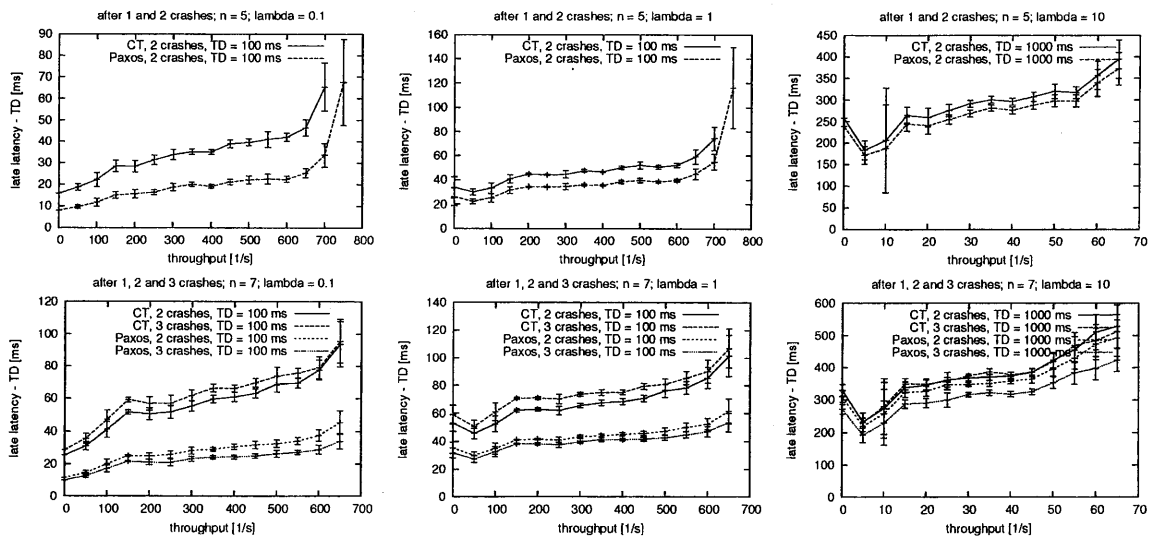 after 1 and 2 crashes; n = 5; lambda = 0.1
CT, 2 crashes, TD = 100 ms
Paxos, 2 crashes, TD = 100 ms
late latency - TD [ms]
90
80
70
60
50
40
30
20
10
0
0 100 200 300 400 500 600 700 800
throughput [1/s]
after 1 and 2 crashes; n = 5; lambda = 1
CT, 2 crashes, TD = 100 ms
Paxos, 2 crashes, TD = 100 ms
late latency - TD [ms]
160
140
120
100
80
60
40
20
0
0 100 200 300 400 500 600 700 800
throughput [1/s]
after 1 and 2 crashes; n = 5; lambda = 10
CT, 2 crashes, TD = 1000 ms
Paxos, 2 crashes, TD = 1000 ms
late latency - TD [ms]
450
400
350
300
250
200
150
100
50
0
0 10 20 30 40 50 60 70
throughput [1/s]
after 1, 2 and 3 crashes; n = 7; lambda = 0.1
CT, 2 crashes, TD = 100 ms
CT, 3 crashes, TD = 100 ms
Paxos, 2 crashes, TD = 100 ms
Paxos, 3 crashes, TD = 100 ms
late latency - TD [ms]
120
100
80
60
40
20
0
0 100 200 300 400 500 600 700
throughput [1/s]
after 1, 2 and 3 crashes; n = 7; lambda = 1
CT, 2 crashes, TD = 100 ms
CT, 3 crashes, TD = 100 ms
Paxos, 2 crashes, TD = 100 ms
Paxos, 3 crashes, TD = 100 ms
late latency - TD [ms]
140
120
100
80
60
40
20
0
0 100 200 300 400 500 600 700
throughput [1/s]
after 1, 2 and 3 crashes; n = 7; lambda = 10
CT, 2 crashes, TD = 1000 ms
CT, 3 crashes, TD = 1000 ms
Paxos, 2 crashes, TD = 1000 ms
Paxos, 3 crashes, TD = 1000 ms
late latency - TD [ms]
600
500
400
300
200
100
0
0 10 20 30 40 50 60 70
throughput [1/s]